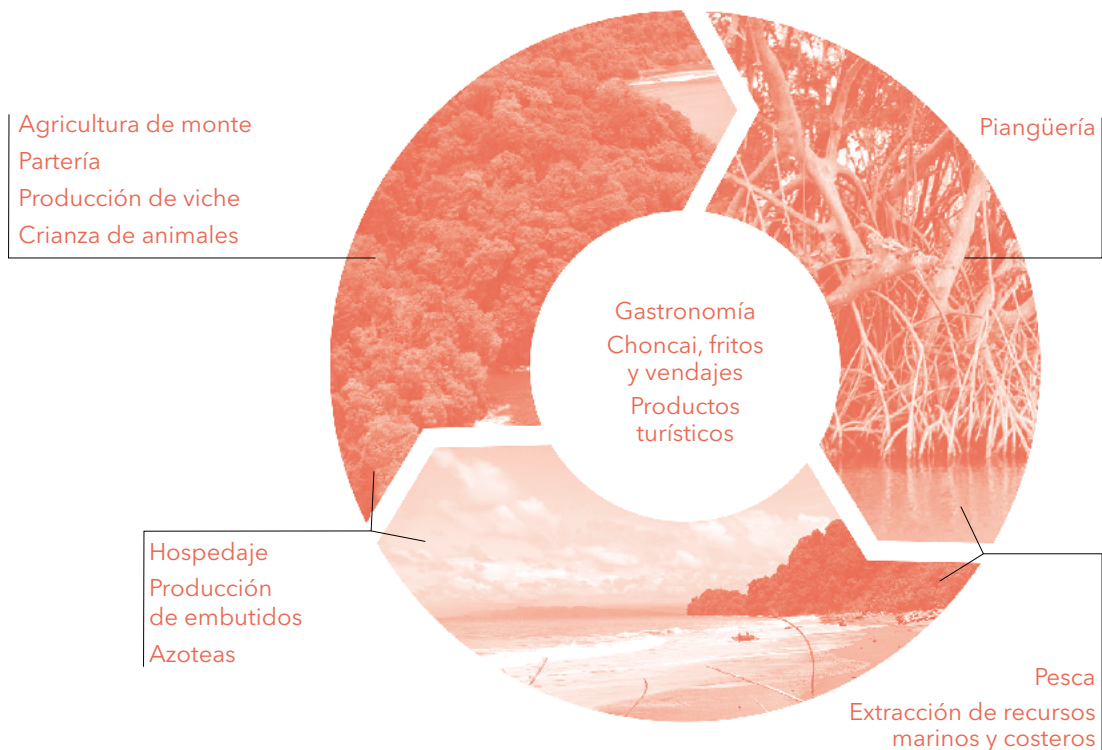 Agricultura de monte
Partería
Producción de viche
Crianza de animales
Piangüería
Gastronomía
Choncai, fritos
y vendajes
Productos
turísticos
Hospedaje
Producción
de embutidos
Azoteas
Pesca
Extracción de recursos
marinos y costeros